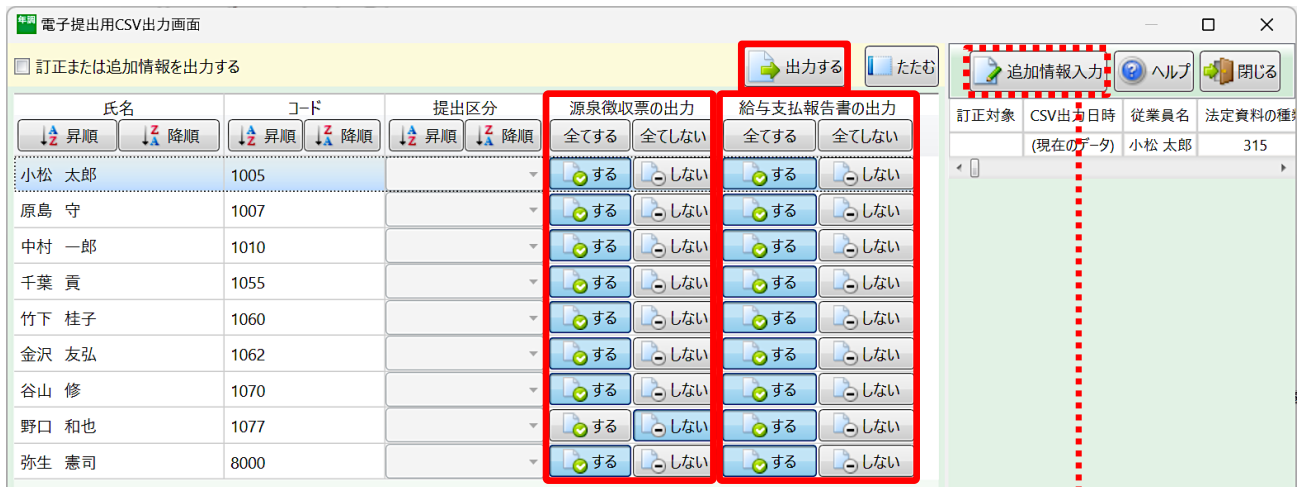 年調 電子提出用CSV出力画面
訂正または追加情報を出力する 出力する たたむ 追加情報入力 ヘルプ 閉じる
氏名 コード 提出区分 源泉徴収票の出力 給与支払報告書の出力 訂正対象 CSV出力日時 従業員名 法定資料の種
昇順 降順 昇順 降順 昇順 降順 全てする 全てしない 全てする 全てしない (現在のデータ) 小松 太郎 315
小松 太郎 1005 する しない する しない
原島 守 1007 する しない する しない
中村 一郎 1010 する しない する しない
千葉 貢 1055 する しない する しない
竹下 桂子 1060 する しない する しない
金沢 友弘 1062 する しない する しない
谷山 修 1070 する しない する しない
野口 和也 1077 する しない する しない
弥生 憲司 8000 する しない する しない